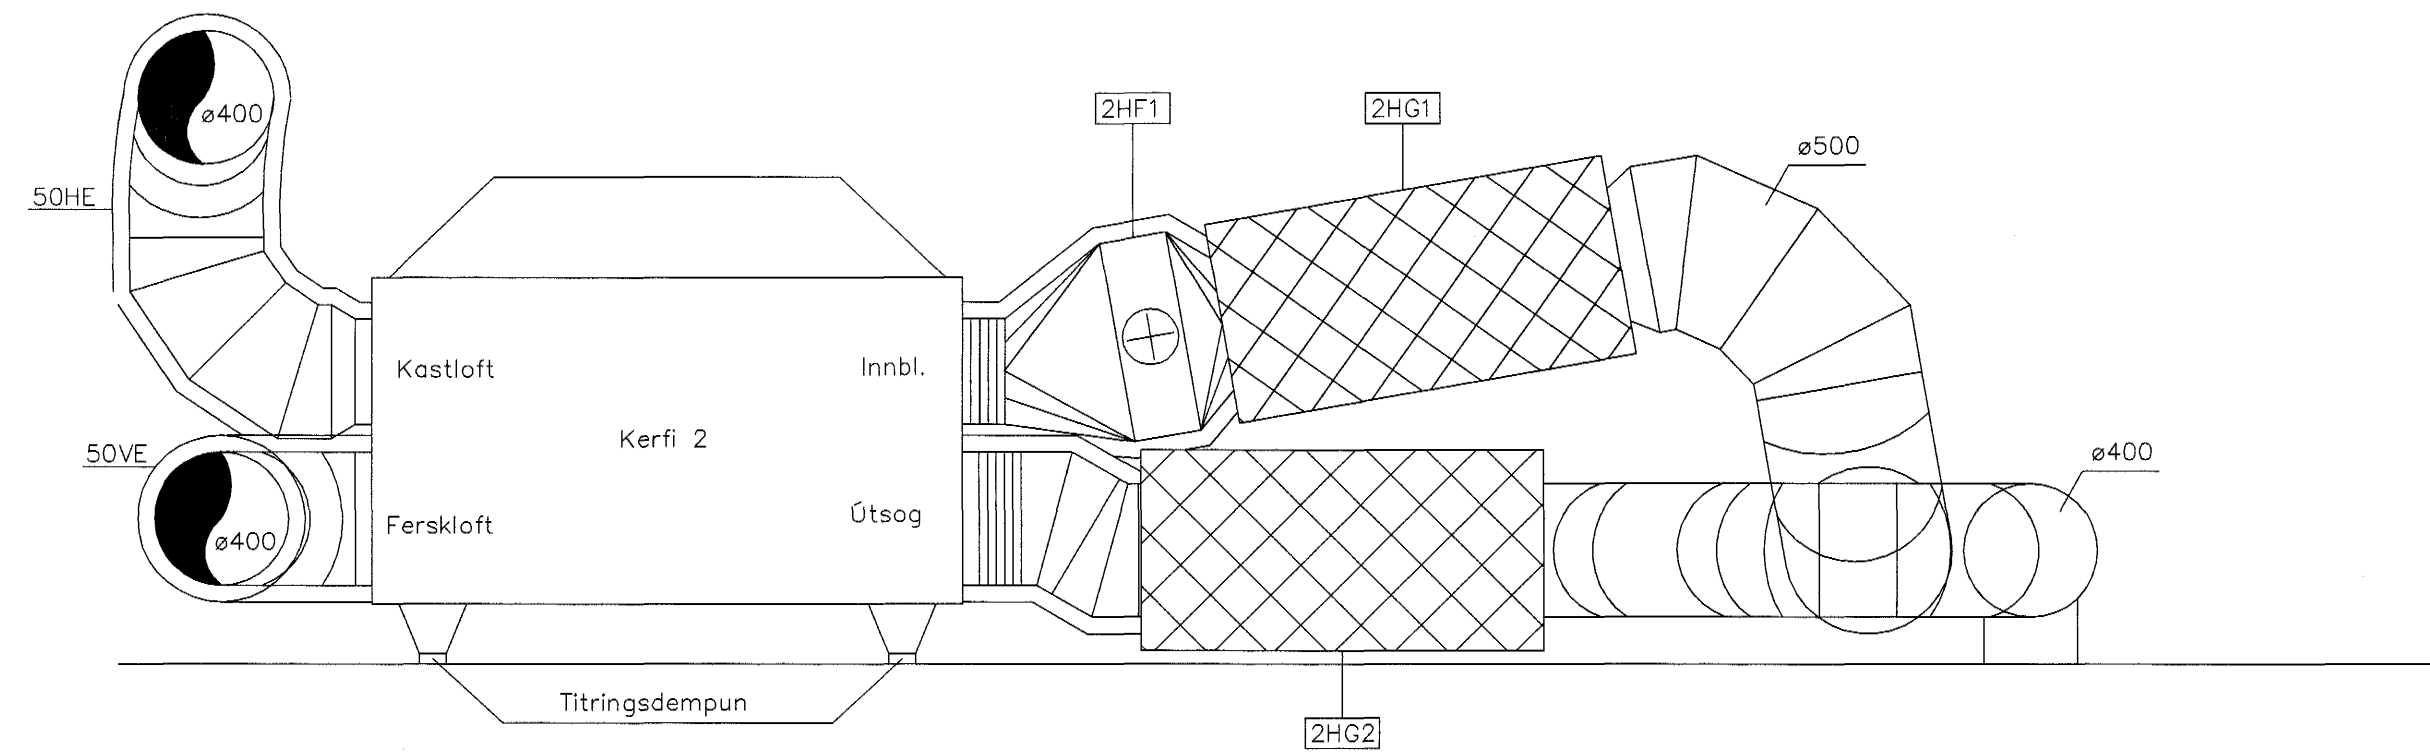 ø400
2HF1
2HG1
ø500
50HE
Kastloft
Innbl.
Kerfi 2
50VE
ø400
Ferskloft
Útsog
ø400
Titringsdempun
2HG2